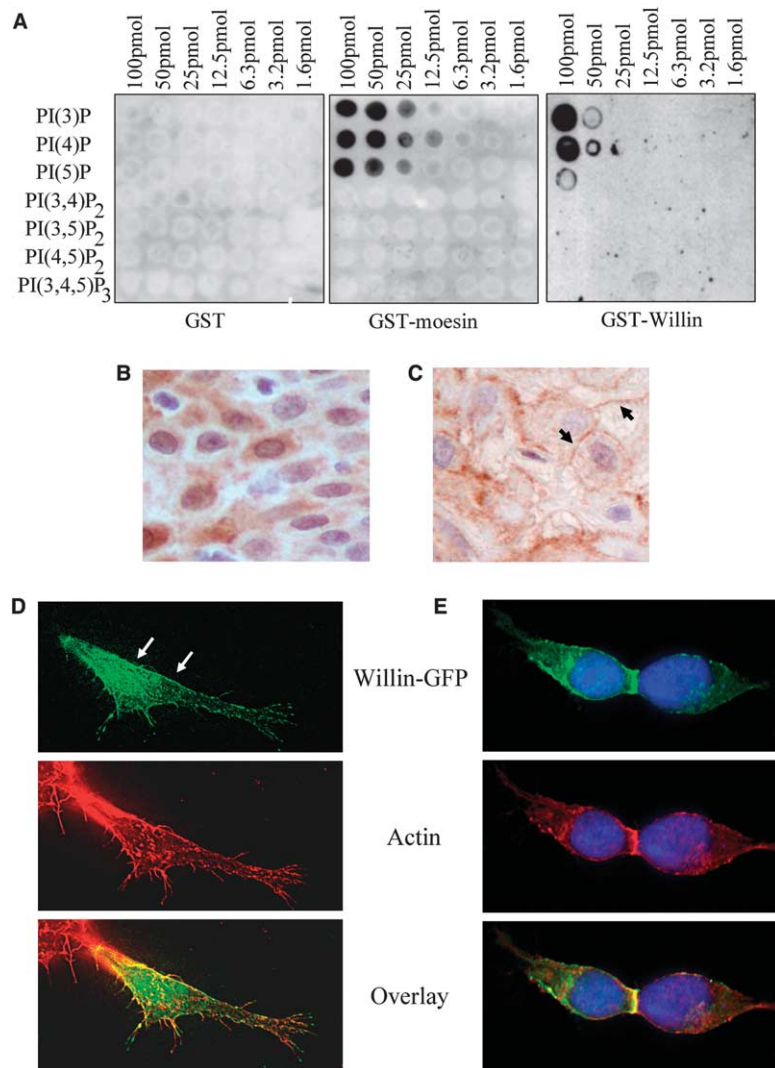 A
100pmol 50pmol 25pmol 12.5pmol 6.3pmol 3.2pmol 1.6pmol
100pmol 50pmol 25pmol 12.5pmol 6.3pmol 3.2pmol 1.6pmol
100pmol 50pmol 25pmol 12.5pmol 6.3pmol 3.2pmol 1.6pmol
PI(3)P
PI(4)P
PI(5)P
PI(3,4)P2
PI(3,5)P2
PI(4,5)P2
PI(3,4,5)P3
GST GST-moesin GST-Willin
B C
D E
Willin-GFP
Actin
Overlay